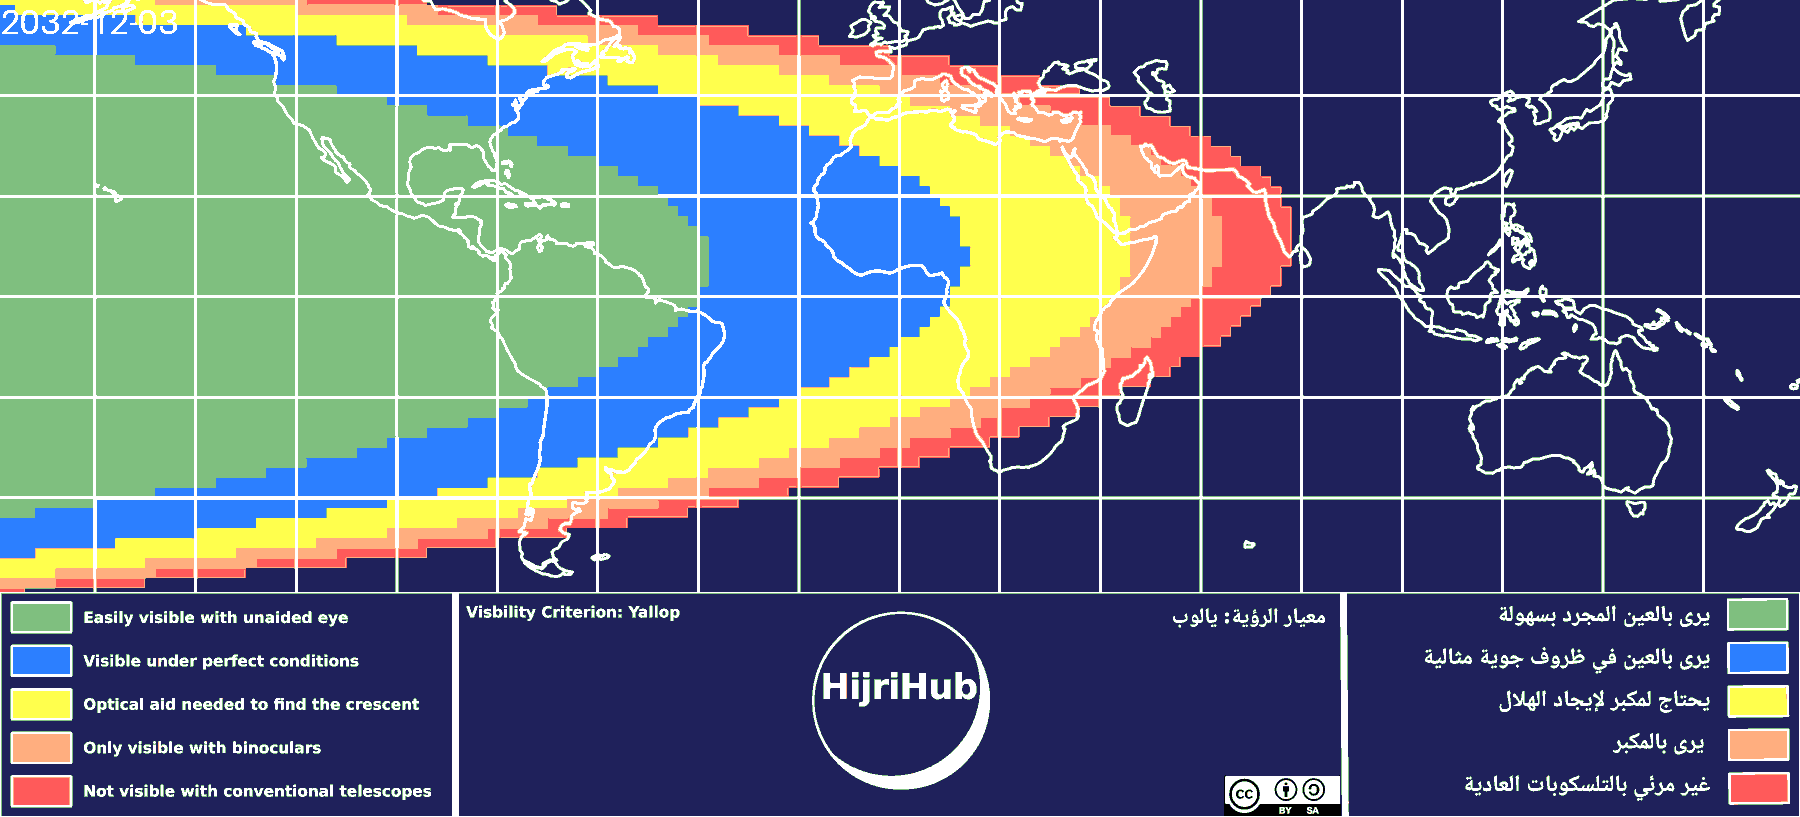 2032-12-03
Easily visible with unaided eye
Visible under perfect conditions
Optical aid needed to find the crescent
Only visible with binoculars
Not visible with conventional telescopes
Visbility Criterion: Yallop
معيار الرؤية: يالوب
HijriHub
cc
BY SA
يرى بالعين المجرد بسهولة
يرى بالعين في ظروف جوية مثالية
يحتاج لمكبر لإيجاد الهلال
يرى بالمكبر
غير مرئي بالتلسكوبات العادية